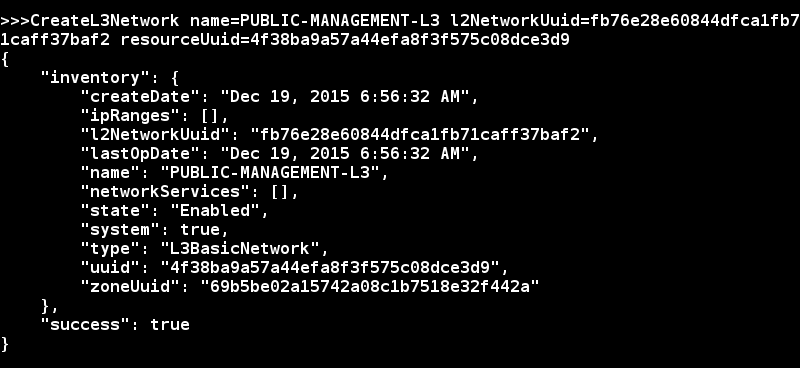 >>>CreateL3Network name=PUBLIC-MANAGEMENT-L3 l2NetworkUuid=fb76e28e60844dfca1fb7
1caff37baf2 resourceUuid=4f38ba9a57a44efa8f3f575c08dce3d9
{
    "inventory": {
        "createDate": "Dec 19, 2015 6:56:32 AM",
        "ipRanges": [],
        "l2NetworkUuid": "fb76e28e60844dfca1fb71caff37baf2",
        "lastOpDate": "Dec 19, 2015 6:56:32 AM",
        "name": "PUBLIC-MANAGEMENT-L3",
        "networkServices": [],
        "state": "Enabled",
        "system": true,
        "type": "L3BasicNetwork",
        "uuid": "4f38ba9a57a44efa8f3f575c08dce3d9",
        "zoneUuid": "69b5be02a15742a08c1b7518e32f442a"
    },
    "success": true
}